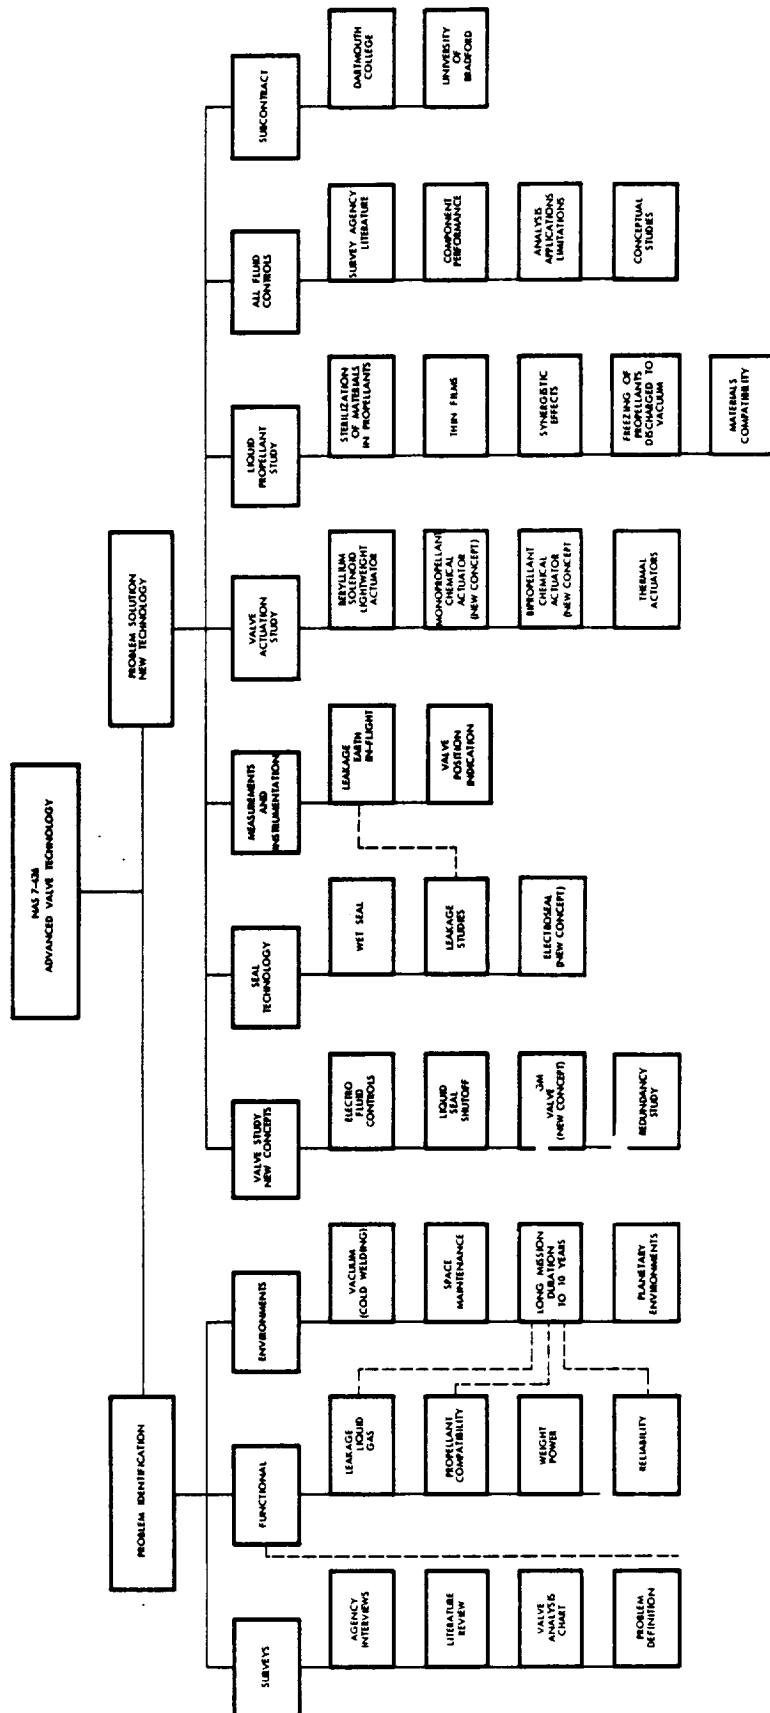 NAS 7-436
ADVANCED VALVE TECHNOLOGY
PROBLEM IDENTIFICATION
PROBLEM SOLUTION
NEW TECHNOLOGY
SURVEYS
AGENCY
INTERVIEWS
LITERATURE
REVIEW
VALVE
ANALYSIS
CHART
PROBLEM
DEFINITION
FUNCTIONAL
LEAKAGE
LIQUID
GAS
PROPELLANT
COMPATIBILITY
WEIGHT
POWER
RELIABILITY
ENVIRONMENTS
VACUUM
(COLD WELDING)
SPACE
MAINTENANCE
LONG MISSION
DURATION
TO 10 YEARS
PLANETARY
ENVIRONMENTS
VALVE STUDY
NEW CONCEPTS
ELECTRO
FLUID
CONTROLS
LIQUID
SEAL
SHUTOFF
VALVE
(NEW CONCEPT)
REDUNDANCY
STUDY
SEAL
TECHNOLOGY
WET SEAL
LEAKAGE
STUDIES
ELECTROSEAL
(NEW CONCEPT)
MEASUREMENTS
AND
INSTRUMENTATION
LEAKAGE
EARTH
IN-FLIGHT
VALVE
POSITION
INDICATION
VALVE
ACTUATION
STUDY
BERYLLIUM
SOLENOID
LIGHTWEIGHT
ACTUATOR
MONOPROPELLANT
CHEMICAL
ACTUATOR
(NEW CONCEPT)
BIPROPELLANT
CHEMICAL
ACTUATOR
(NEW CONCEPT
THERMAL
ACTUATORS
LIQUID
PROPELLANT
STUDY
STERILIZATION
OF MATERIALS
IN PROPELLANTS
THIN FILMS
SYNERGISTIC
EFFECTS
FREEZING OF
PROPELLANTS
DISCHARGED TO
VACUUM
MATERIALS
COMPATIBILITY
ALL FLUID
CONTROLS
SURVEY AGENCY
LITERATURE
COMPONENT
PERFORMANCE
ANALYSIS
APPLICATIONS
LIMITATIONS
CONCEPTUAL
STUDIES
SUBCONTRACT
DARTMOUTH
COLLEGE
UNIVERSITY
OF
BRADFORD